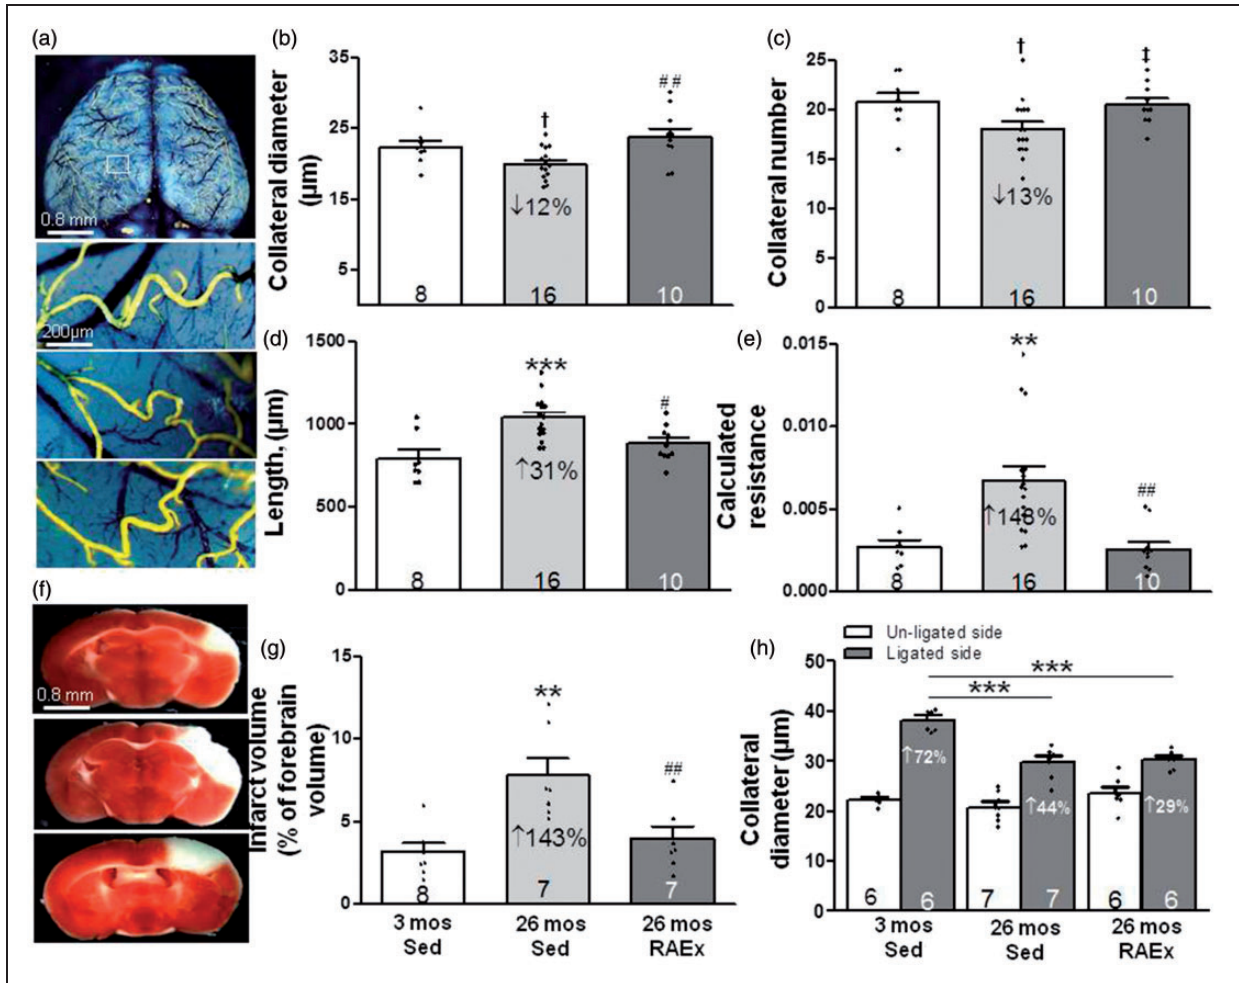 (a)
0.8 mm
200µm
(b)
Collateral diameter
(µm)
35
25
15
5
†
##
↓12%
8
16
10
(c)
Collateral number
25
20
15
10
5
0
†
‡
↓13%
8
16
10
(d)
Length, (µm)
1500
1000
500
0
***
#
↑31%
8
16
10
(e)
Calculated
resistance
0.015
0.010
0.005
0.000
**
##
↑148%
8
16
10
(f)
0.8 mm
(g)
Infarct volume
(% of forebrain
volume)
15
10
5
0
**
##
↑143%
8
7
7
3 mos
Sed
26 mos
Sed
26 mos
RAEx
(h)
Un-ligated side
Ligated side
Collateral
diameter (µm)
50
40
30
20
10
0
***
***
↑72%
↑44%
↑29%
6
6
7
7
6
6
3 mos
Sed
26 mos
Sed
26 mos
RAEx